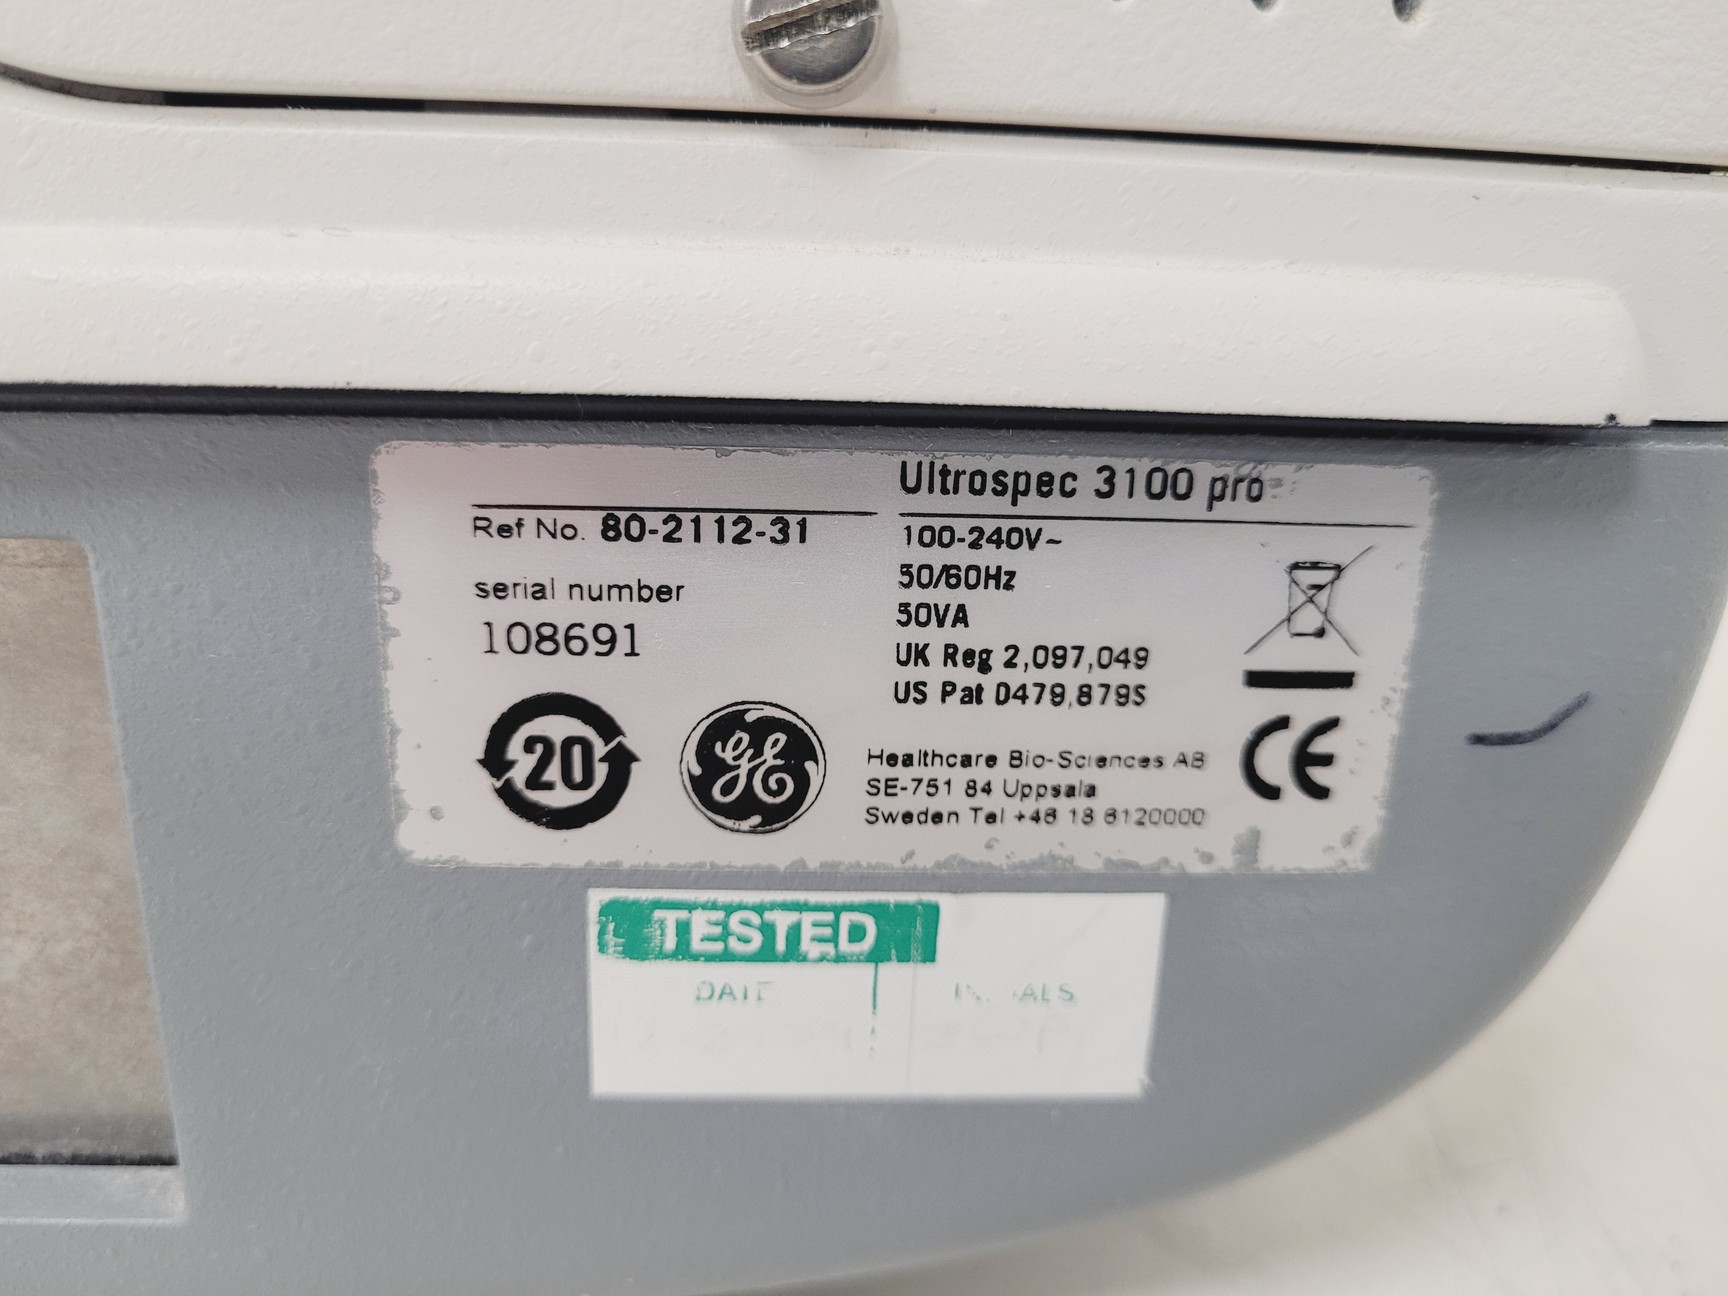 Ultrospec 3100 pro
Ref No. 80-2112-31
serial number
108691
100-240V~
50/60Hz
50VA
UK Reg 2,097,049
US Pat D479,879S
20
GE
Healthcare Bio-Sciences AB
SE-751 84 Uppsala
Sweden Tel +46 18 6120000
CE
TESTED
DATE
INITIALS